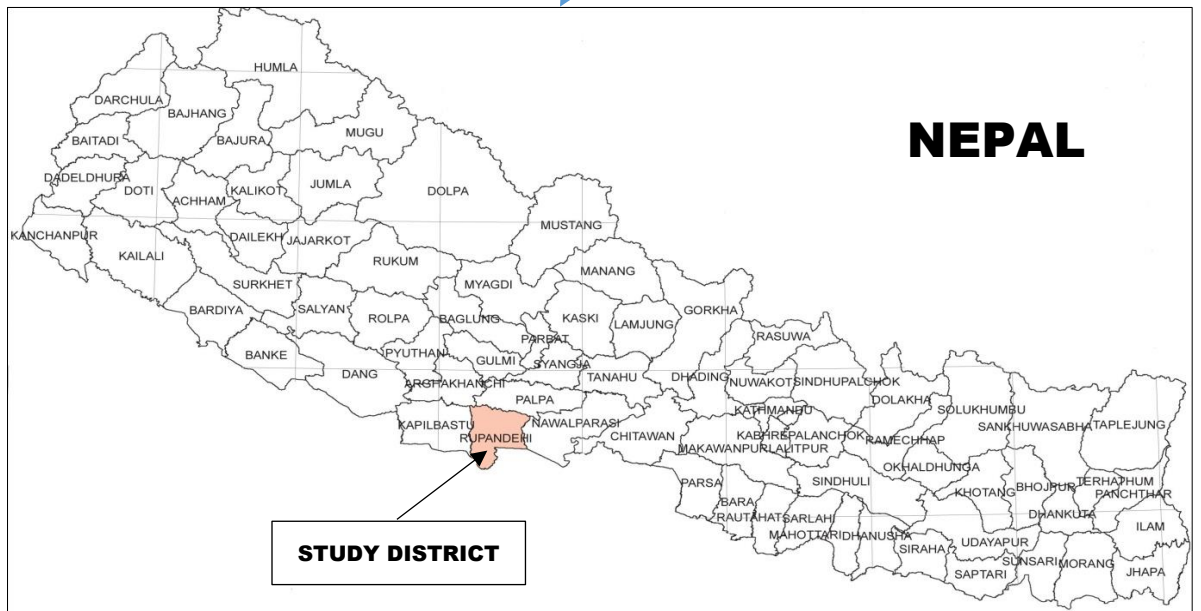 HUMLA
DARCHULA
BAJHANG
NEPAL
BAITADI
BAJURA
MUGU
DADELDHURA
DOTI
ACHHAM
KALIKOT
JUMLA
DOLPA
MUSTANG
KANCHANPUR
KAILALI
DAILEKH
JAJARKOT
RUKUM
MANANG
SURKHET
MYAGDI
BARDIYA
SALYAN
ROLPA
BAGLUNG
KASKI
LAMJUNG
GORKHA
PARBAT
RASUWA
BANKE
PYUTHAN
GULMI
SYANGJA
DANG
ARGHAKHANCHI
TANAHU
DHADING
NUWAKOT
SINDHUPALCHOK
DOLAKHA
PALPA
KATHMANDU
SOLUKHUMBU
SANKHUWASABHA
TAPLEJUNG
KAPILBASTU
RUPANDEHI
NAWALPARASI
CHITAWAN
KABHREPALANCHOK
RAMECHHAP
MAKAWANPUR
LALITPUR
OKHALDHUNGA
PARSA
SINDHULI
KHOTANG
BHOJPUR
TERHATHUM
PANCHTHAR
BARA
RAUTAHAT
SARLAHI
DHANKUTA
ILAM
MAHOTTARI
DHANUSHA
SIRAHA
UDAYAPUR
SUNSARI
MORANG
SAPTARI
JHAPA
STUDY DISTRICT